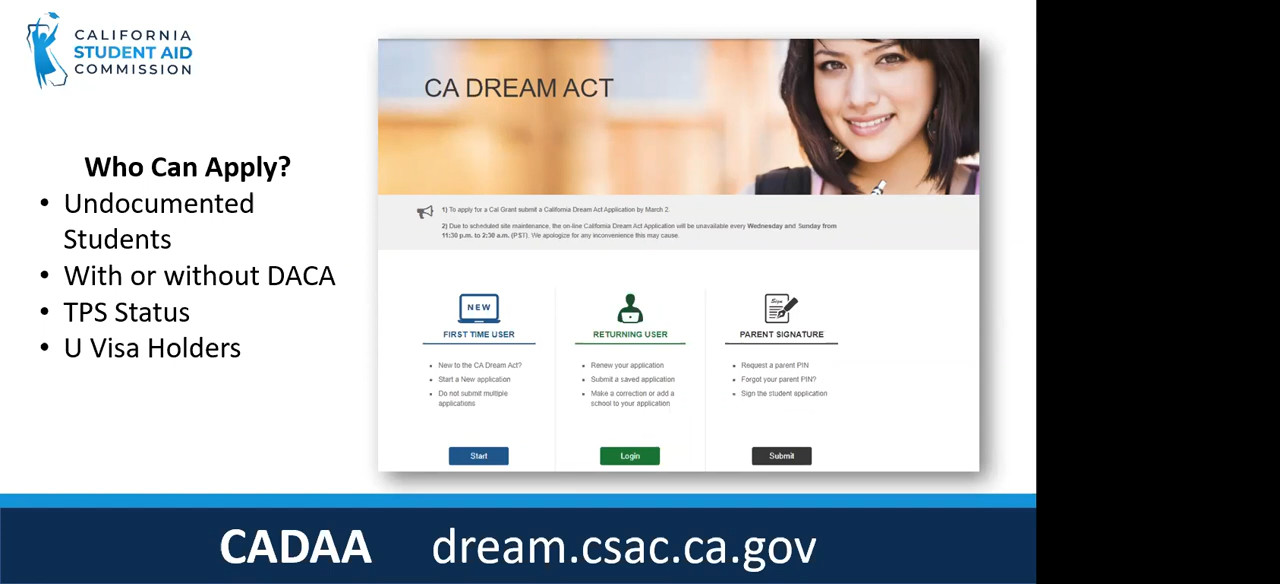 CALIFORNIA
STUDENT AID
COMMISSION
Who Can Apply?
• Undocumented
Students
• With or without DACA
• TPS Status
• U Visa Holders
CA DREAM ACT
1) To apply for a Cal Grant submit a California Dream Act Application by March 2.
2) Due to scheduled site maintenance, the on-line California Dream Act Application will be unavailable every Wednesday and Sunday from
11:30 p.m. to 2:30 a.m. (PST). We apologize for any inconvenience this may cause.
NEW
FIRST TIME USER
• New to the CA Dream Act?
• Start a New application
• Do not submit multiple
applications
Start
RETURNING USER
• Renew your application
• Submit a saved application
• Make a correction or add a
school to your application
Login
Sign
PARENT SIGNATURE
• Request a parent PIN
• Forgot your parent PIN?
• Sign the student application
Submit
CADAA dream.csac.ca.gov